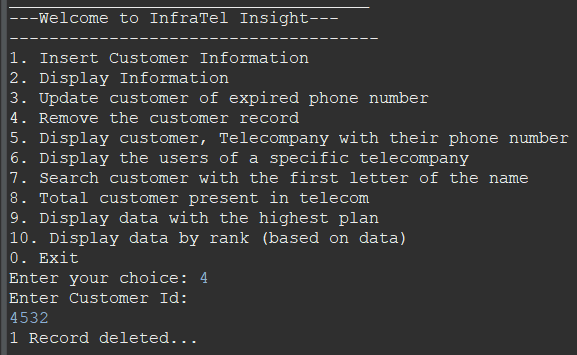 ---Welcome to InfraTel Insight---
-------------------------------------
1. Insert Customer Information
2. Display Information
3. Update customer of expired phone number
4. Remove the customer record
5. Display customer, Telecompany with their phone number
6. Display the users of a specific telecompany
7. Search customer with the first letter of the name
8. Total customer present in telecom
9. Display data with the highest plan
10. Display data by rank (based on data)
0. Exit
Enter your choice: 4
Enter Customer Id:
4532
1 Record deleted...